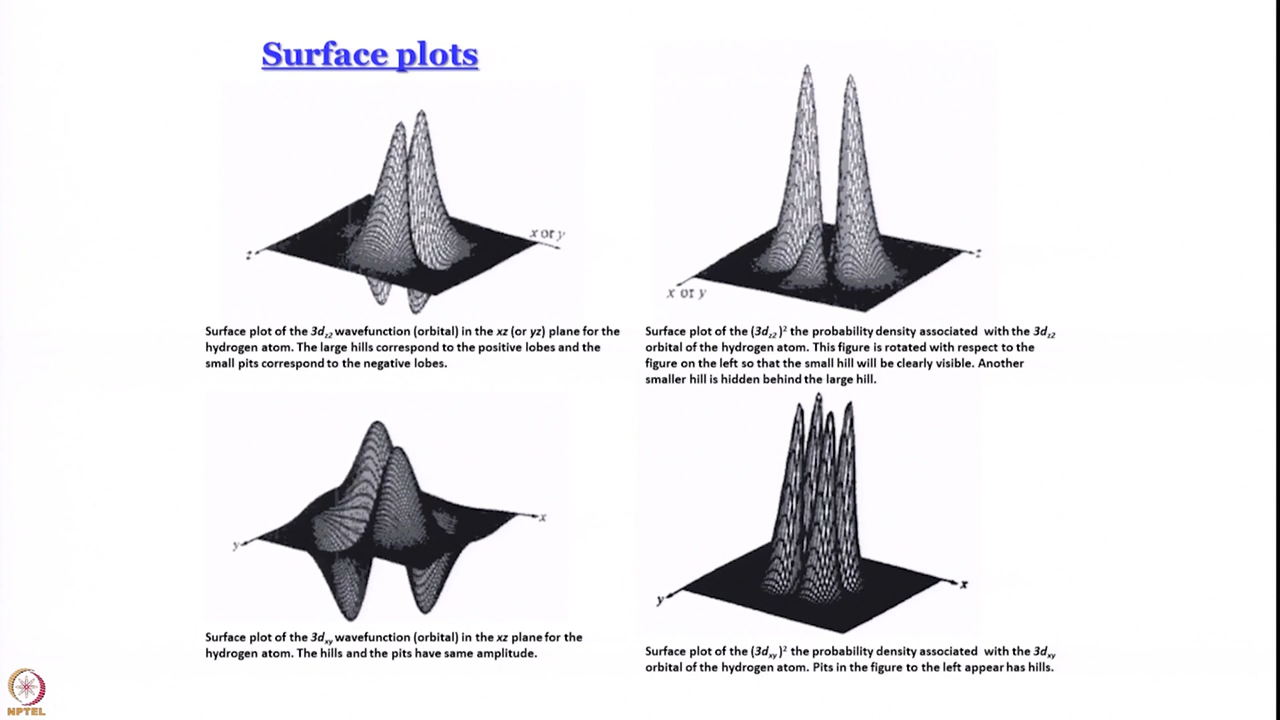 Surface plots
z
x or y
x or y
z
Surface plot of the 3dz2 wavefunction (orbital) in the xz (or yz) plane for the
hydrogen atom. The large hills correspond to the positive lobes and the
small pits correspond to the negative lobes.
Surface plot of the (3dz2)2 the probability density associated with the 3dz2
orbital of the hydrogen atom. This figure is rotated with respect to the
figure on the left so that the small hill will be clearly visible. Another
smaller hill is hidden behind the large hill.
y
x
y
x
Surface plot of the 3dxy wavefunction (orbital) in the xz plane for the
hydrogen atom. The hills and the pits have same amplitude.
Surface plot of the (3dxy)2 the probability density associated with the 3dxy
orbital of the hydrogen atom. Pits in the figure to the left appear has hills.
NPTEL